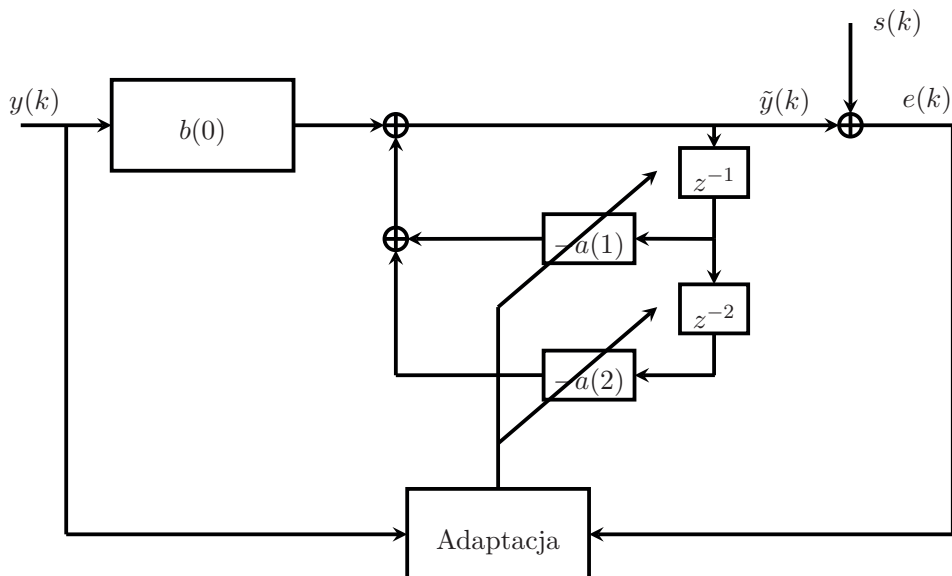 s(k)
y(k)
ỹ(k)
e(k)
b(0)
z⁻¹
−a(1)
z⁻²
−a(2)
Adaptacja